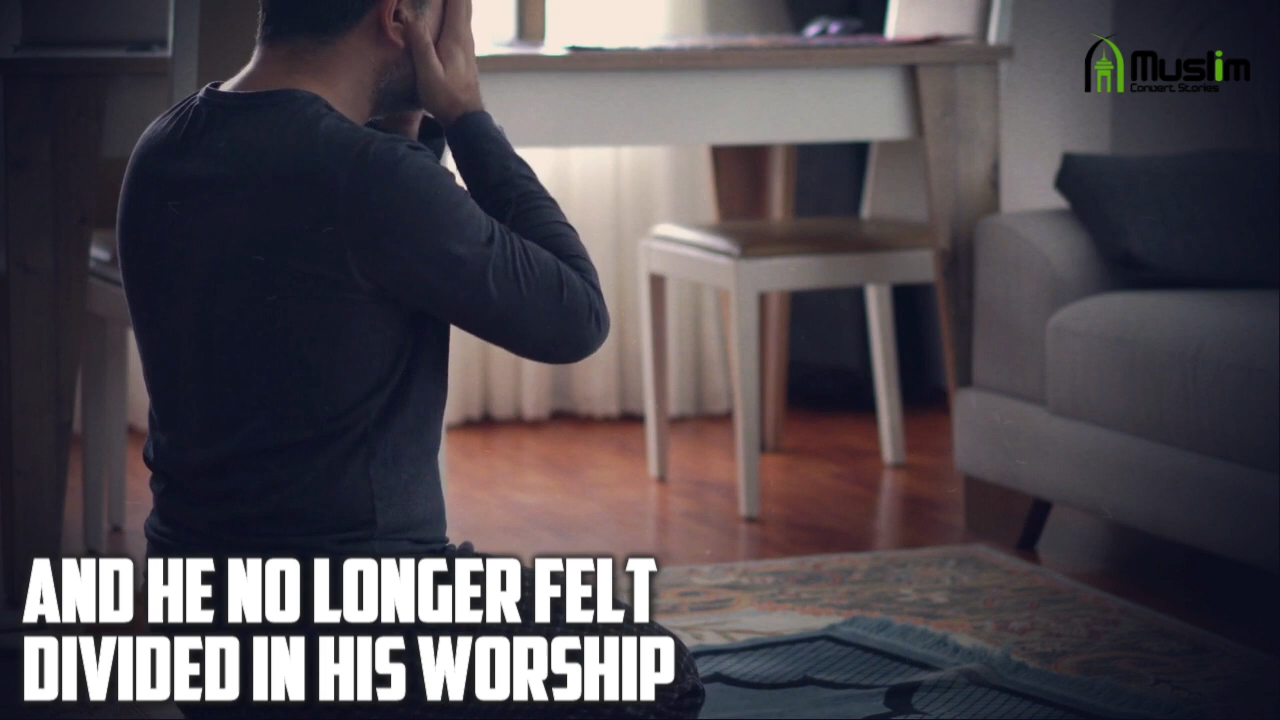 Muslim
Convert Stories
AND HE NO LONGER FELT
DIVIDED IN HIS WORSHIP